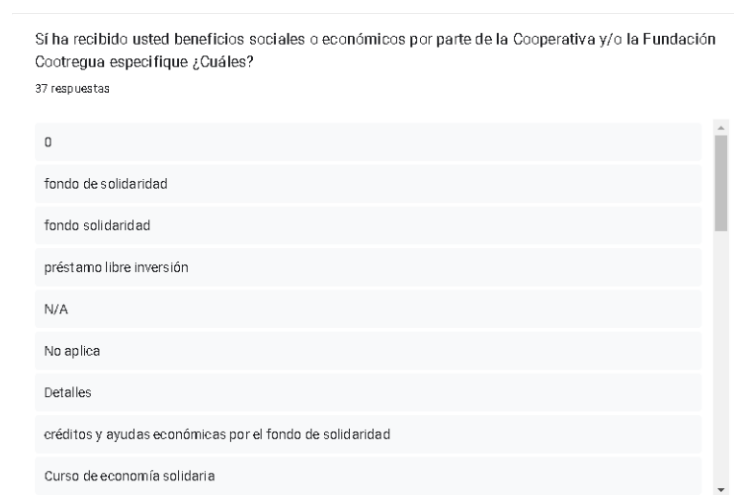 Sí ha recibido usted beneficios sociales o económicos por parte de la Cooperativa y/o la Fundación
Cootregua especifique ¿Cuáles?
37 respuestas
0
fondo de solidaridad
fondo solidaridad
préstamo libre inversión
N/A
No aplica
Detalles
créditos y ayudas económicas por el fondo de solidaridad
Curso de economía solidaria